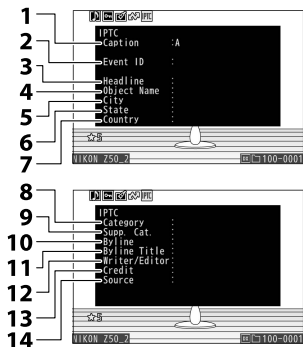 1
2
3
4
5
6
7
IPTC
IPTC
Caption :A
Event ID :
Headline :
Object Name :
City :
State :
Country :
5
NIKON Z50_2
100-0001
8
9
10
11
12
13
14
IPTC
IPTC
Category :
Supp. Cat. :
Byline :
Byline Title :
Writer/Editor:
Credit :
Source :
5
NIKON Z50_2
100-0001